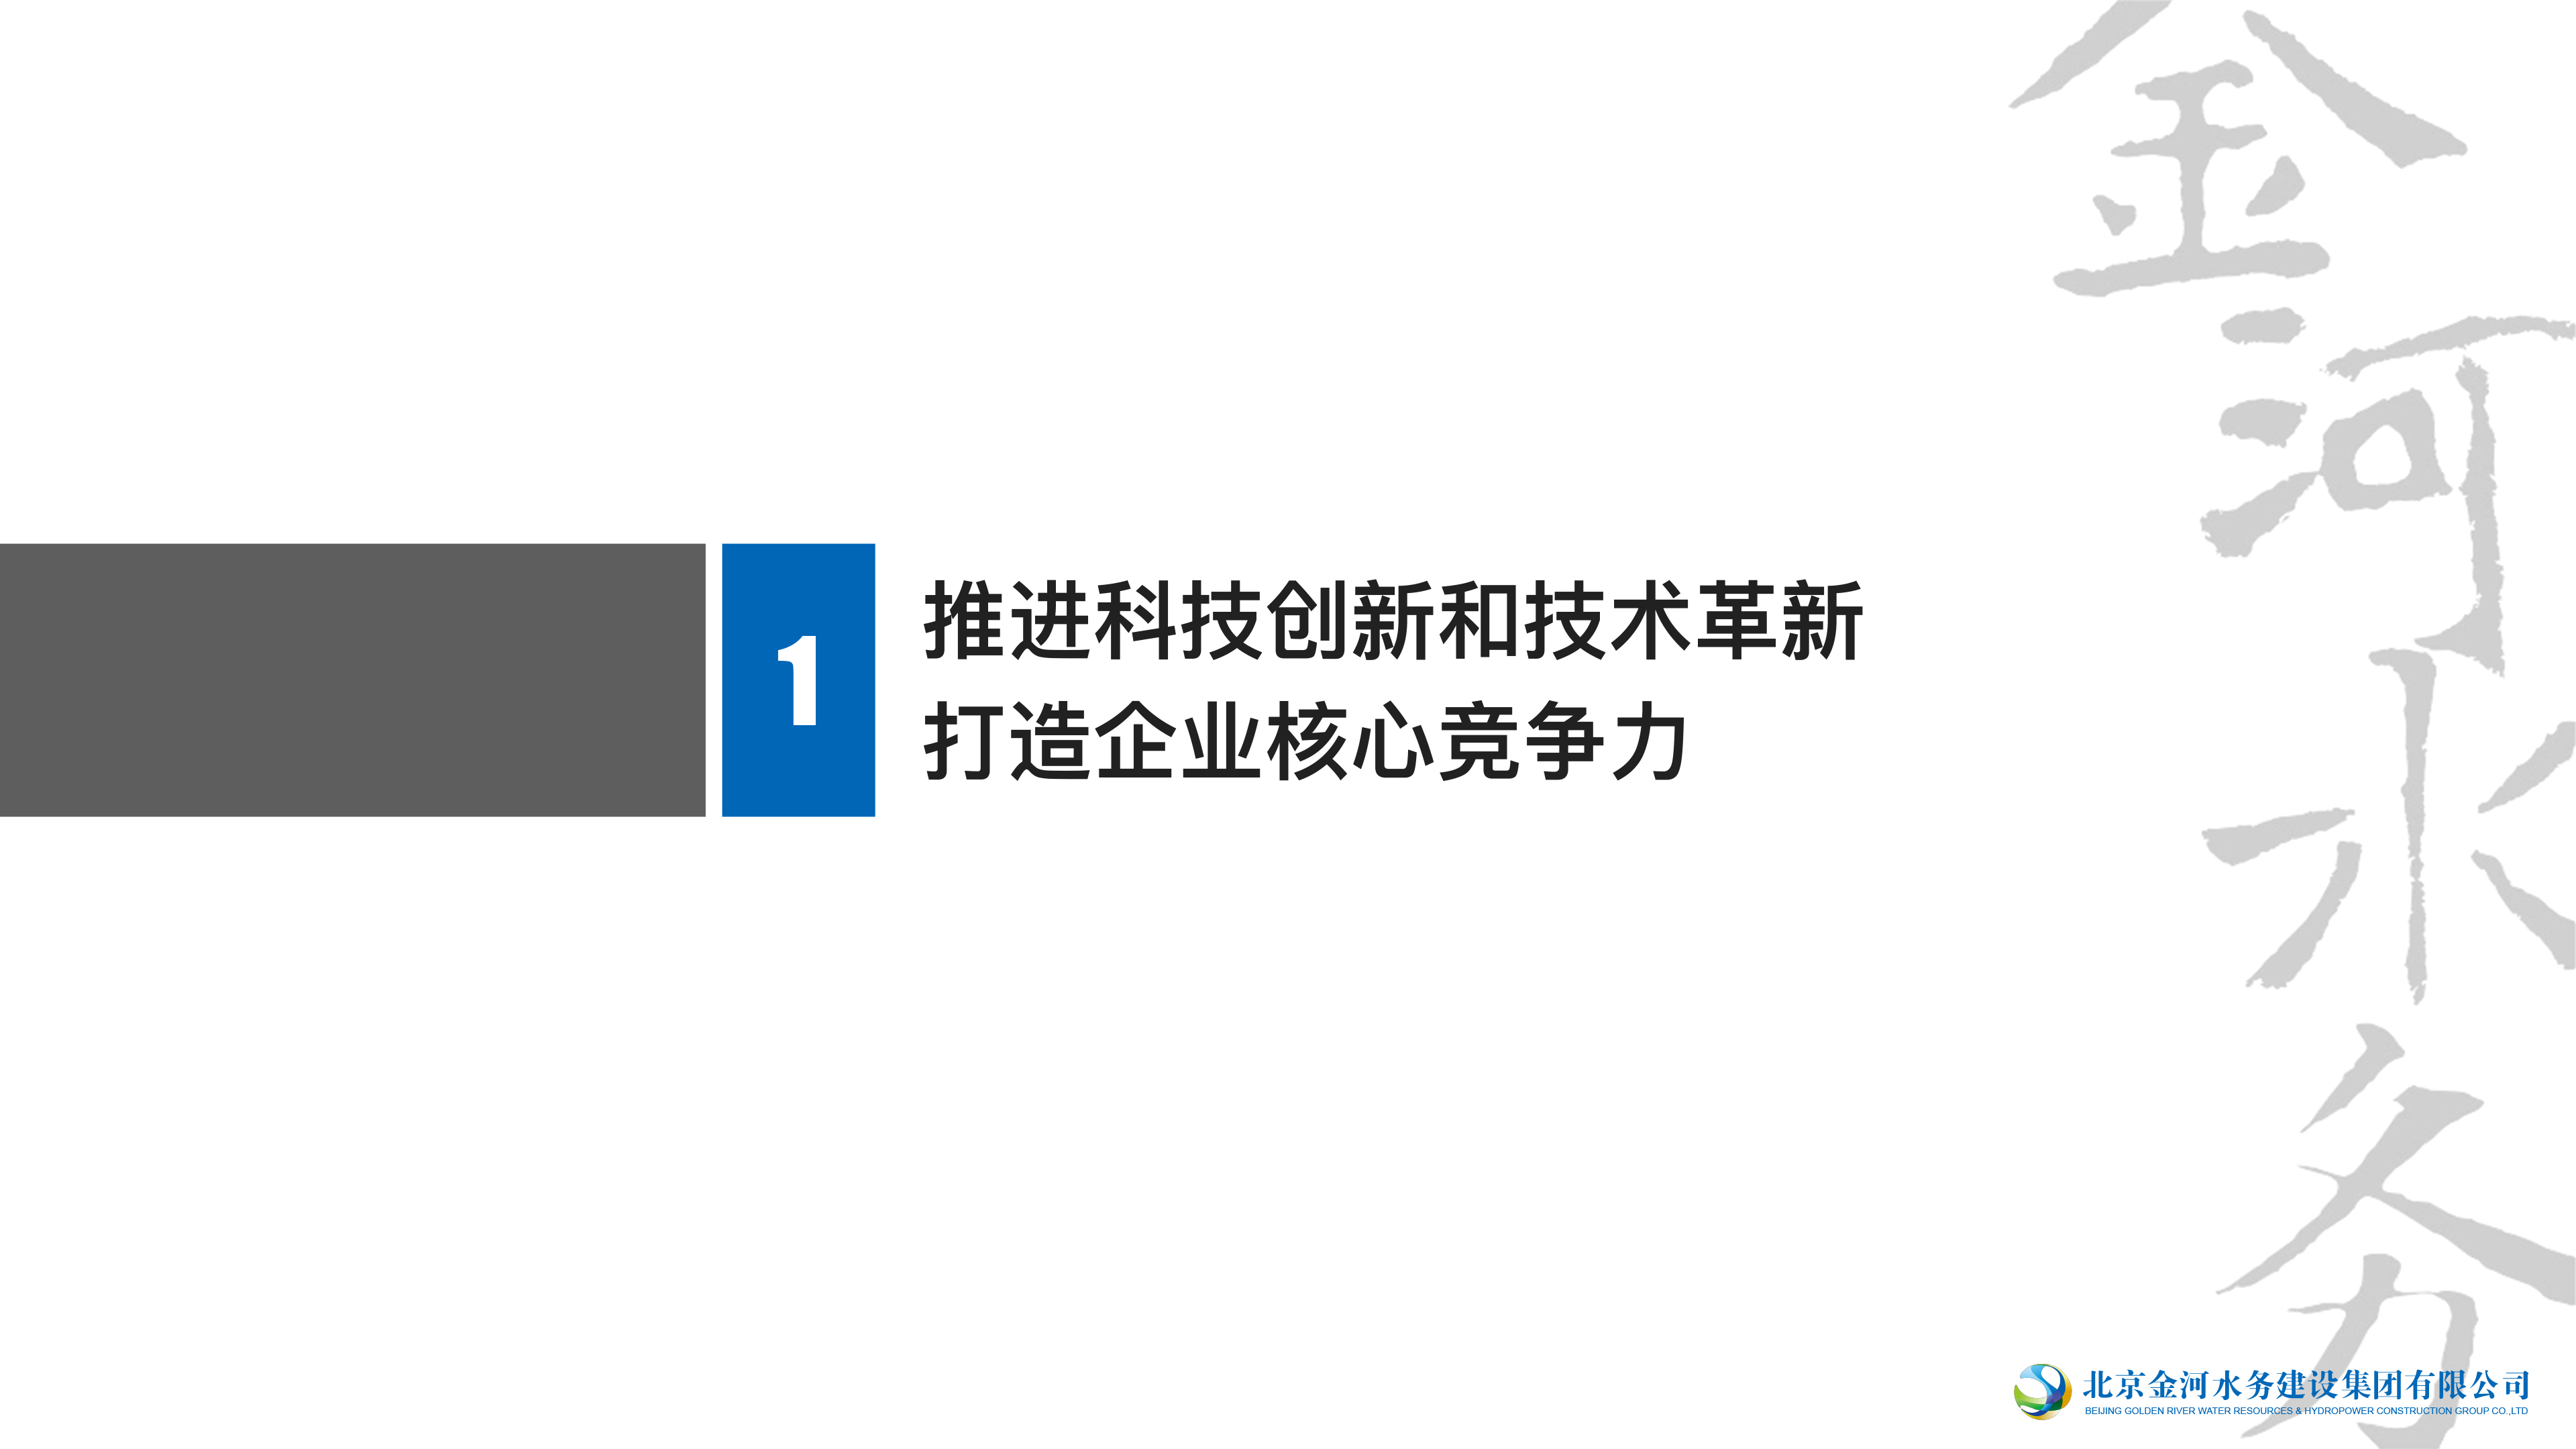 1
推进科技创新和技术革新
打造企业核心竞争力
金河水务
北京金河水务建设集团有限公司
BEIJING GOLDEN RIVER WATER RESOURCES & HYDROPOWER CONSTRUCTION GROUP CO.,LTD